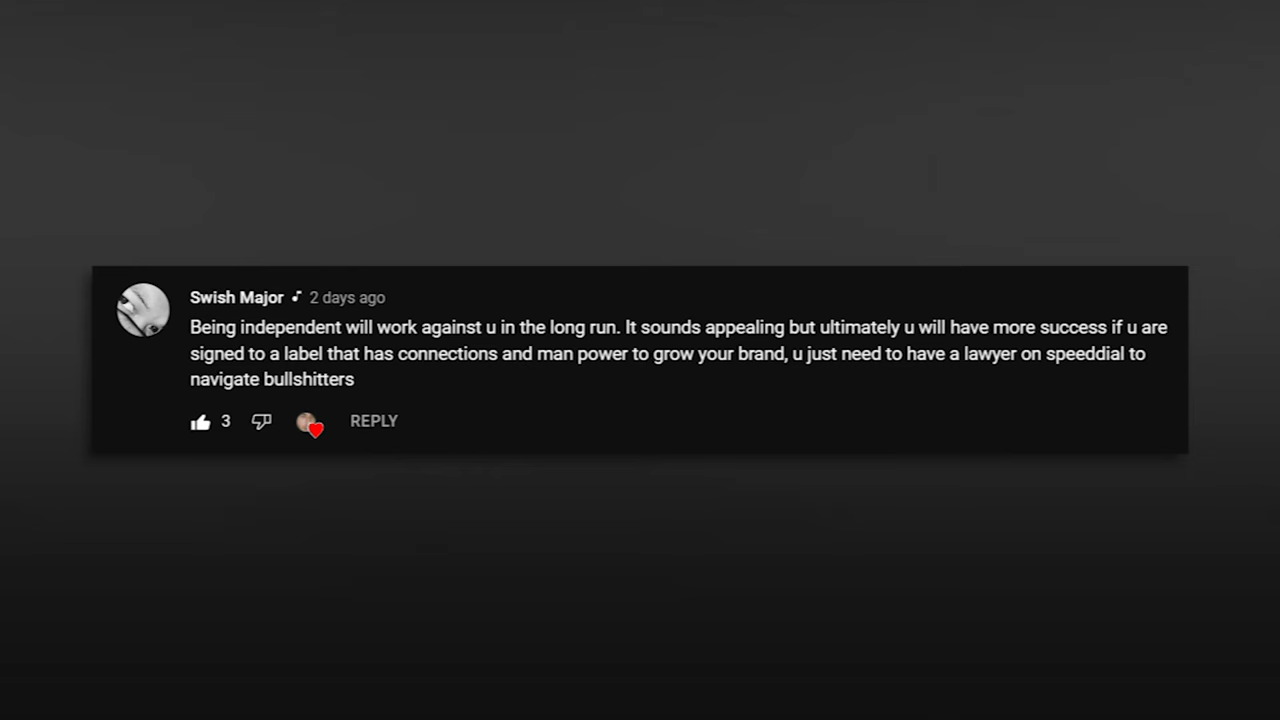 Swish Major 2 days ago
Being independent will work against u in the long run. It sounds appealing but ultimately u will have more success if u are
signed to a label that has connections and man power to grow your brand, u just need to have a lawyer on speeddial to
navigate bullshitters
3 REPLY